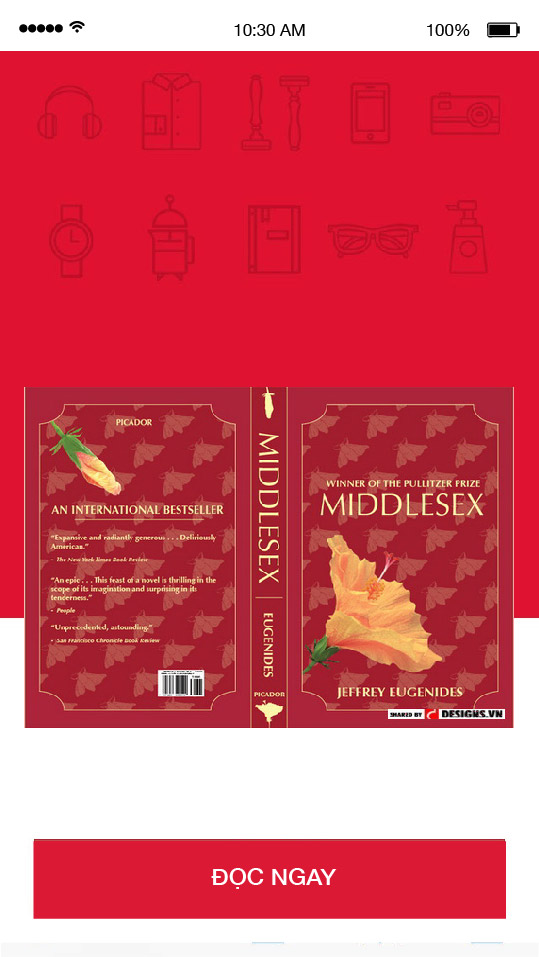 10:30 AM
100%
PICADOR
AN INTERNATIONAL BESTSELLER
"Expansive and radiantly generous . . . Deliriously
American."
- The New York Times Book Review
"An epic . . . This feast of a novel is thrilling in the
scope of its imagination and surprising in its
tenderness."
- People
"Unprecedented, astounding."
- San Francisco Chronicle Book Review
MIDDLESEX
EUGENIDES
PICADOR
WINNER OF THE PULLITZER FRIZE
MIDDLESEX
JEFFREY EUGENIDES
SHARED BY
DESIGNS.VN
ĐỌC NGAY